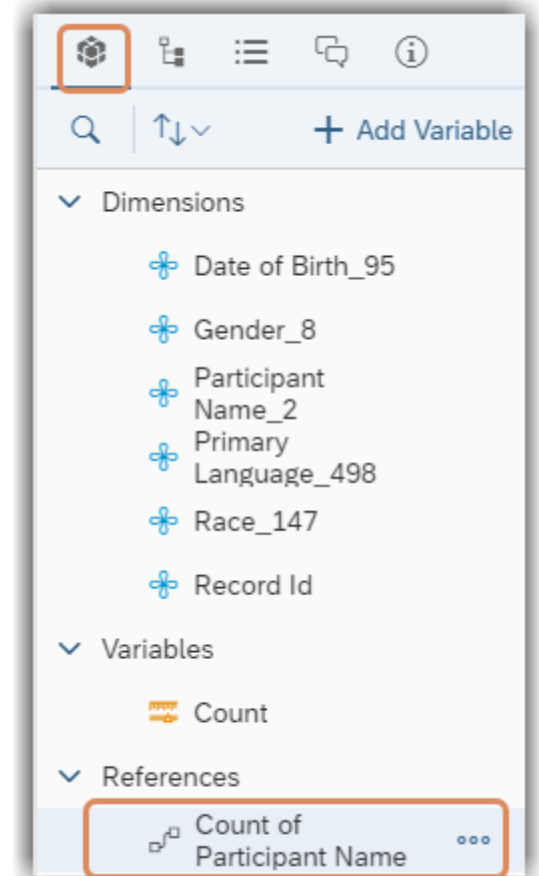 Add Variable
Dimensions
Date of Birth_95
Gender_8
Participant
Name_2
Primary
Language_498
Race_147
Record Id
Variables
Count
References
Count of
Participant Name